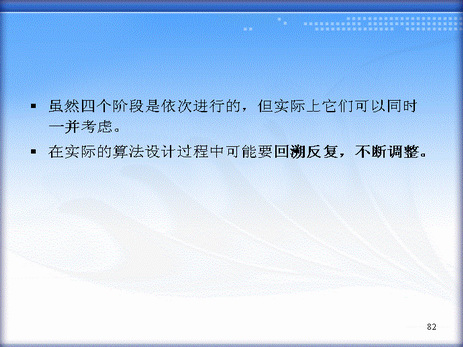 ▪ 虽然四个阶段是依次进行的，但实际上它们可以同时
一并考虑。
▪ 在实际的算法设计过程中可能要回溯反复，不断调整。
82